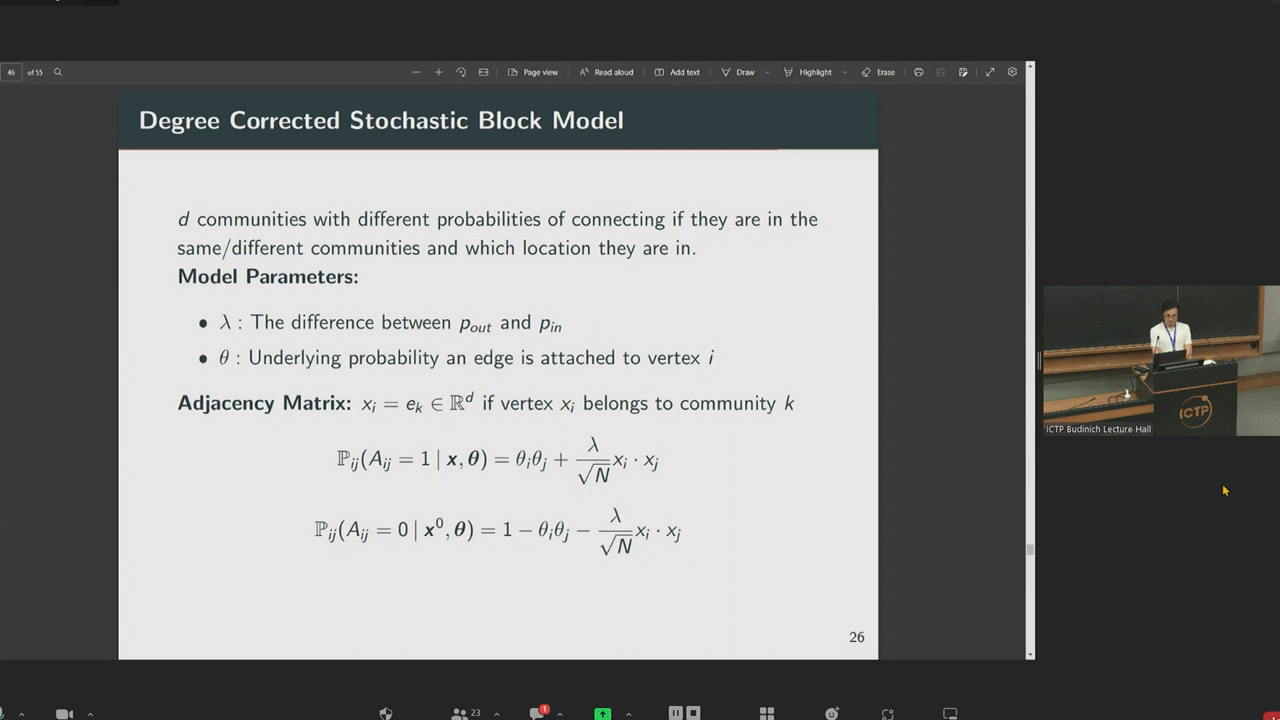 46 of 55
Page view Read aloud Add text Draw Highlight Erase
Degree Corrected Stochastic Block Model
d communities with different probabilities of connecting if they are in the
same/different communities and which location they are in.
Model Parameters:
• λ : The difference between p_out and p_in
• θ : Underlying probability an edge is attached to vertex i
Adjacency Matrix: x_i = e_k ∈ ℝ^d if vertex x_i belongs to community k
ℙ_ij(A_ij = 1 | x, θ) = θ_iθ_j + λ/√N x_i · x_j
ℙ_ij(A_ij = 0 | x^0, θ) = 1 − θ_iθ_j − λ/√N x_i · x_j
26
ICTP
ICTP Budinich Lecture Hall
23
1